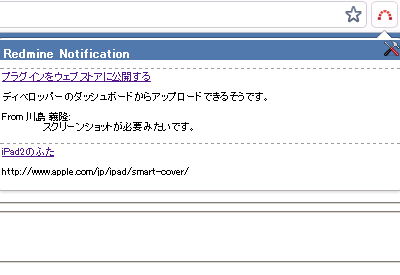 Redmine Notification
プラグインをウェブストアに公開する
ディベロッパーのダッシュボードからアップロードできるそうです。
From 川島 義隆:
スクリーンショットが必要みたいです。
iPad2のふた
http://www.apple.com/jp/ipad/smart-cover/